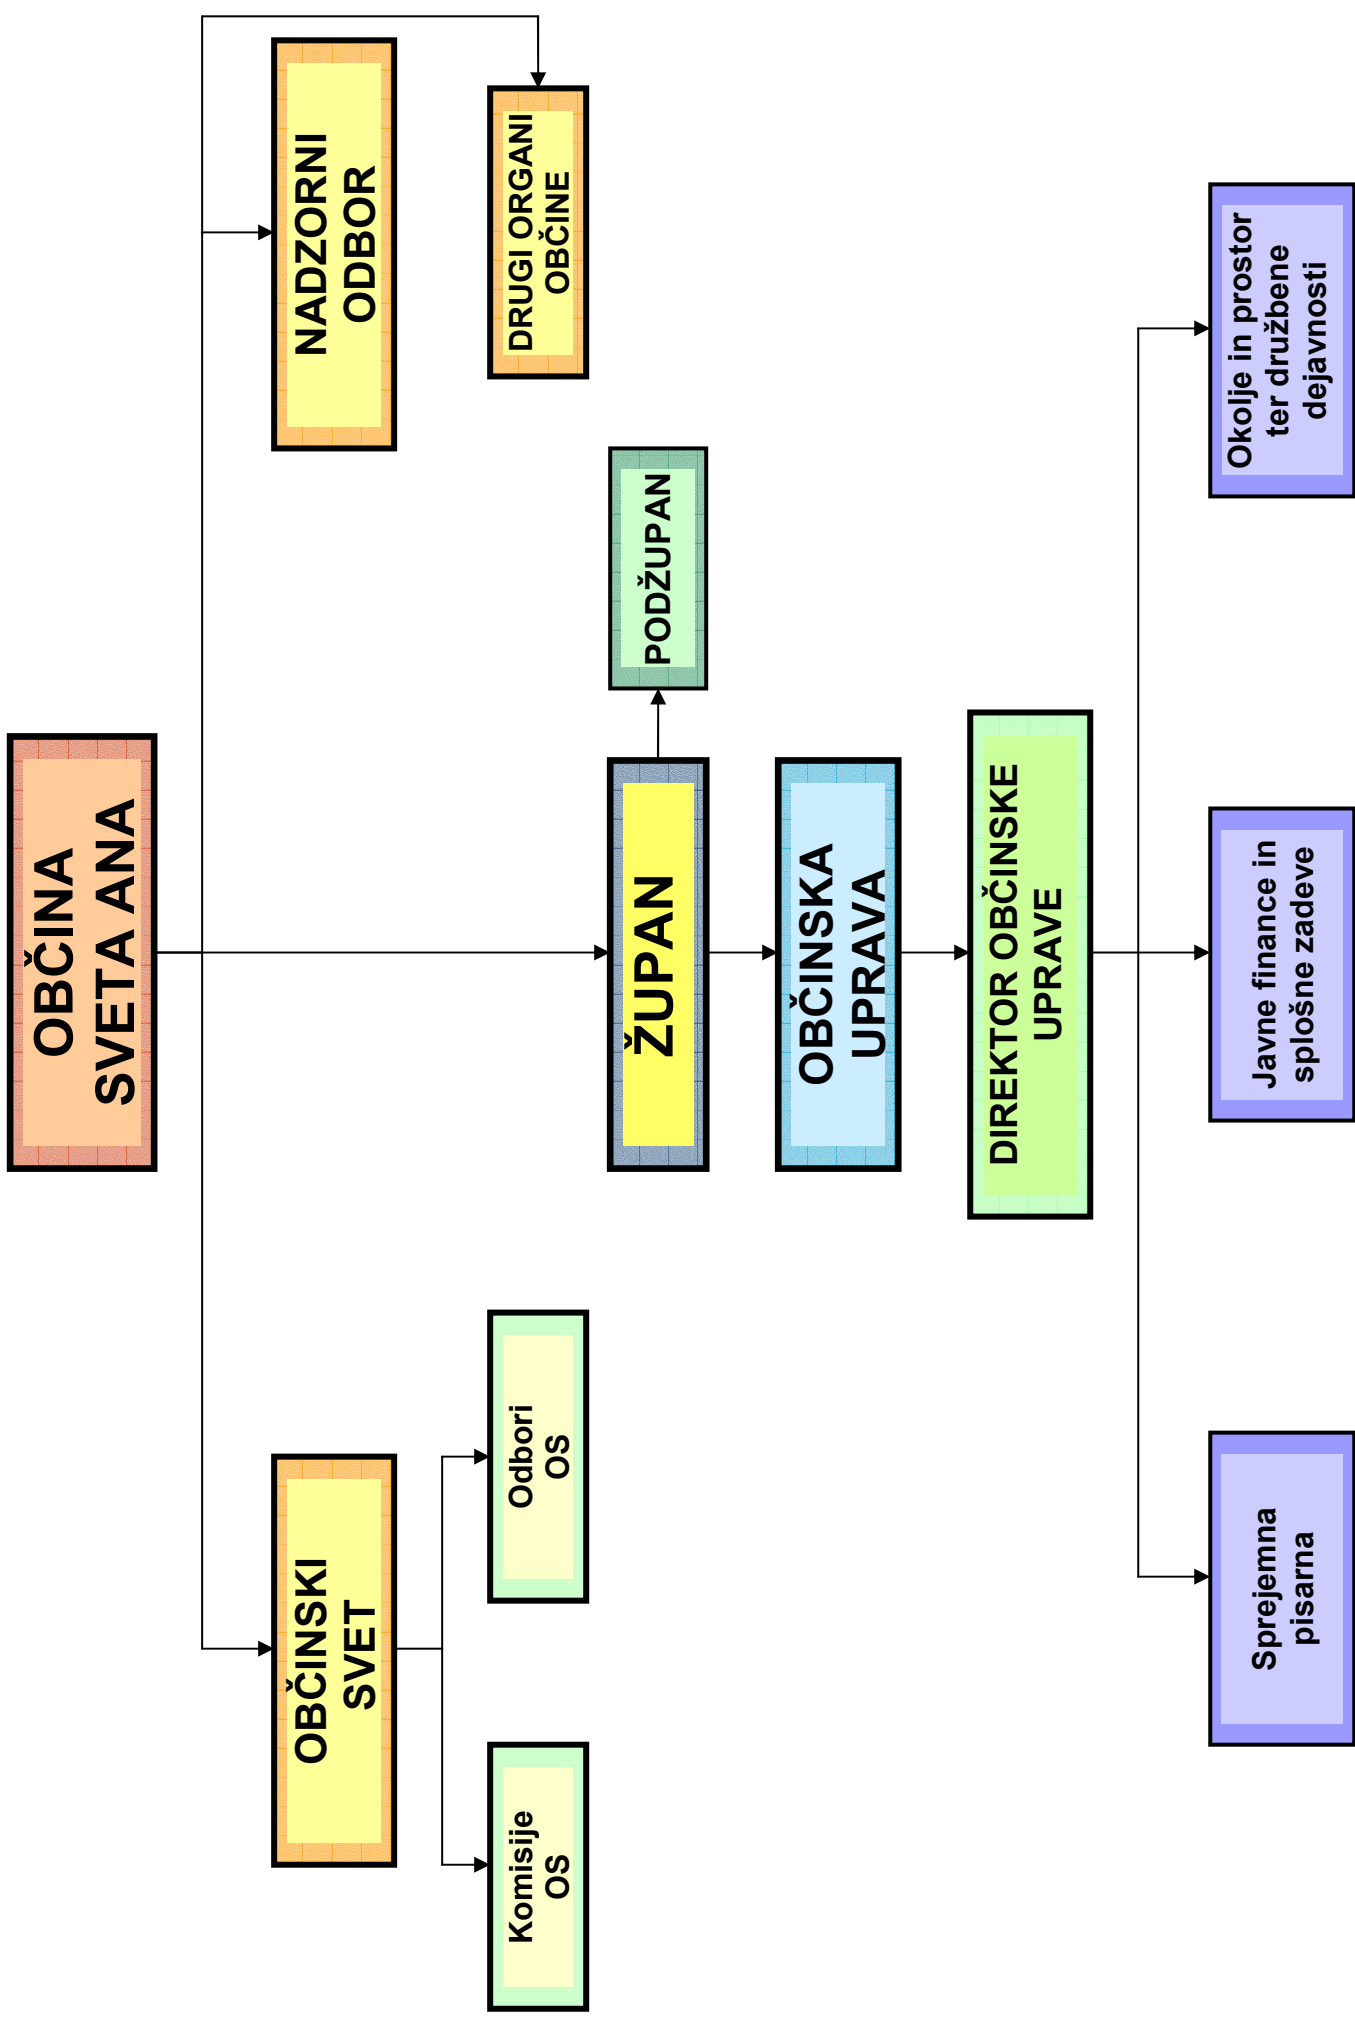 OBČINA
SVETA ANA
OBČINSKI
SVET
NADZORNI
ODBOR
Komisije
OS
Odbori
OS
DRUGI ORGANI
OBČINE
ŽUPAN
PODŽUPAN
OBČINSKA
UPRAVA
DIREKTOR OBČINSKE
UPRAVE
Sprejemna
pisarna
Javne finance in
splošne zadeve
Okolje in prostor
ter družbene
dejavnosti